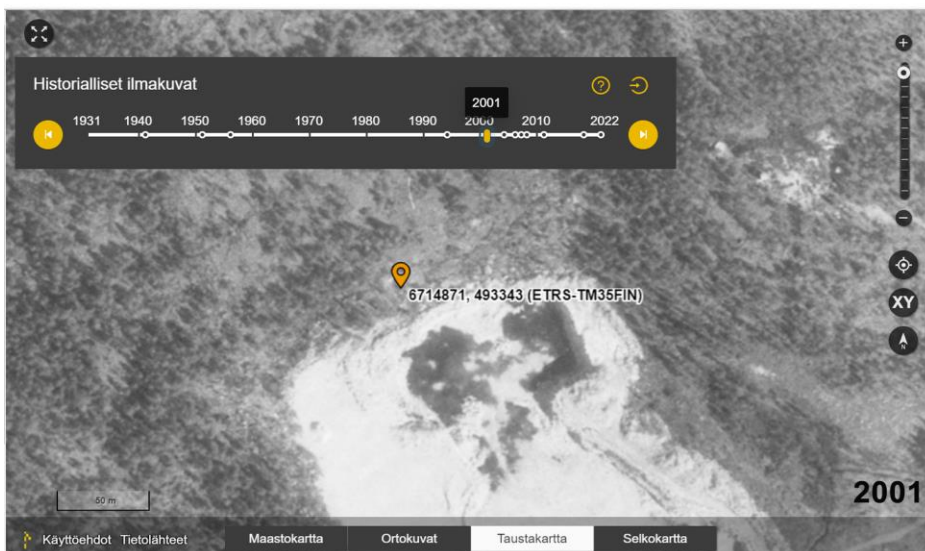 Historialliset ilmakuvat
?
2001
1931 1940 1950 1960 1970 1980 1990 2000 2010 2022
6714871, 493343 (ETRS-TM35FIN)
XY
N
50 m
2001
Käyttöehdot Tietolähteet Maastokartta Ortokuvat Taustakartta Selkokartta